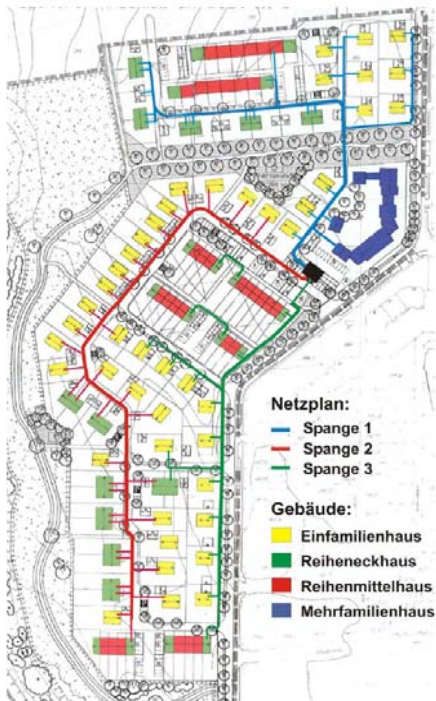 Netzplan:
Spange 1
Spange 2
Spange 3
Gebäude:
Einfamilienhaus
Reiheneckhaus
Reihenmittelhaus
Mehrfamilienhaus